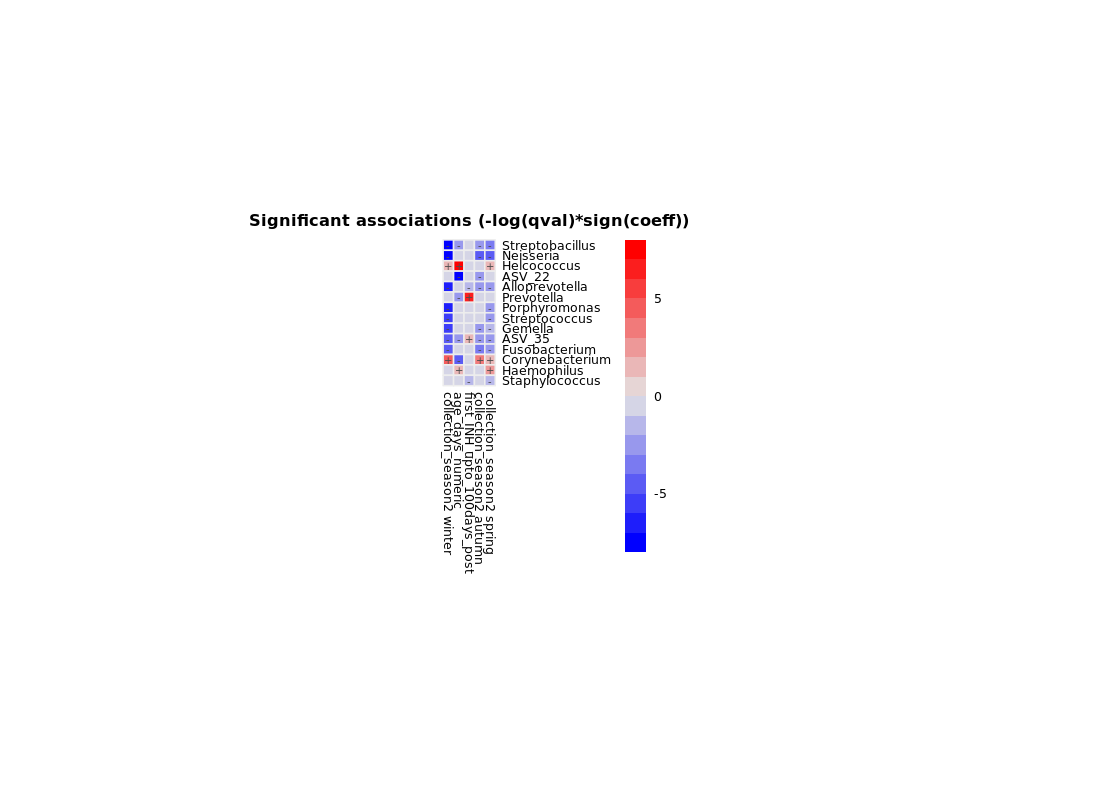 Significant associations (-log(qval)*sign(coeff))
Streptobacillus
Neisseria
Helcococcus
ASV_22
Alloprevotella
Prevotella
Porphyromonas
Streptococcus
Gemella
ASV_35
Fusobacterium
Corynebacterium
Haemophilus
Staphylococcus
collection_season2 winter
age_days_numeric
first_INH_upto_100days_post
collection_season2 autumn
collection_season2 spring
5
0
-5